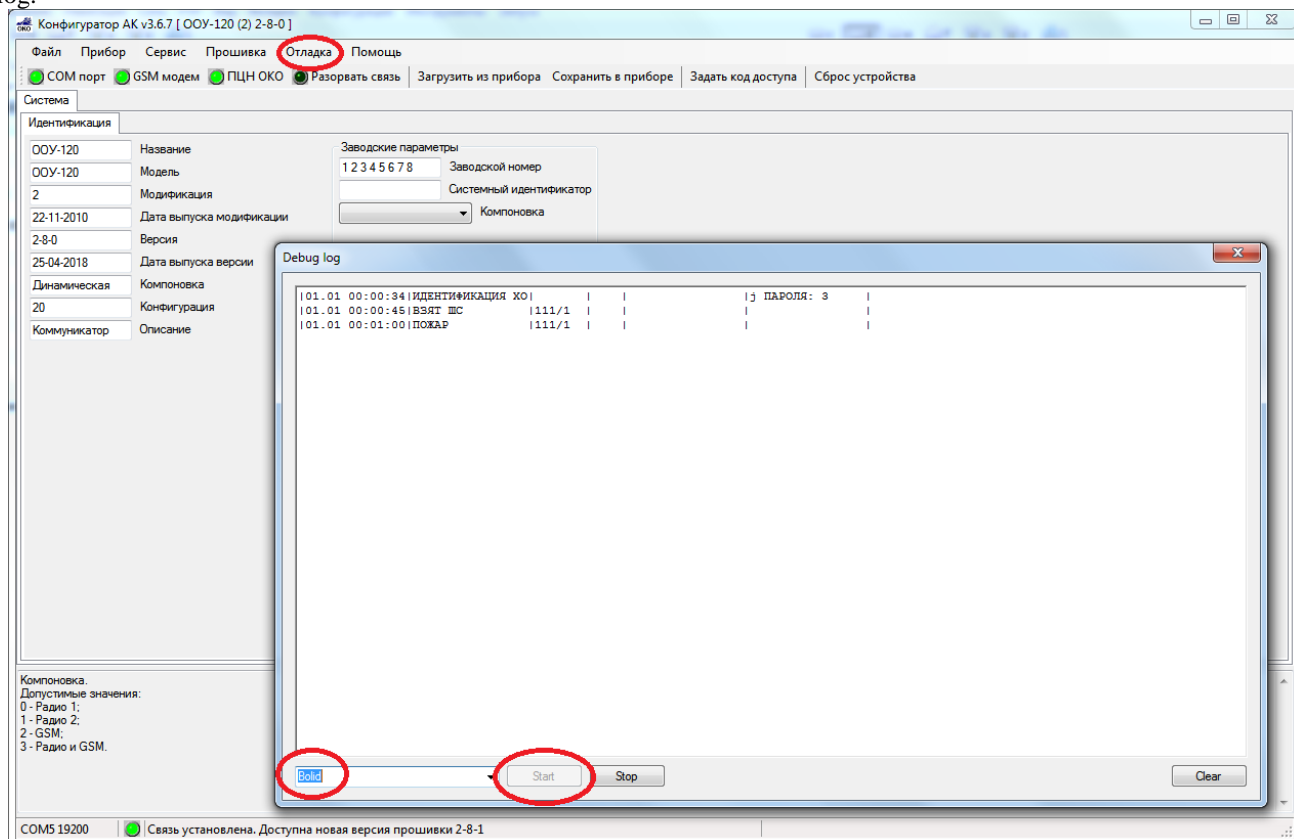 log.
Конфигуратор АК v3.6.7 [ ООУ-120 (2) 2-8-0 ]
Файл Прибор Сервис Прошивка Отладка Помощь
COM порт GSM модем ПЦН ОКО Разорвать связь Загрузить из прибора Сохранить в приборе Задать код доступа Сброс устройства
Система
Идентификация
ООУ-120 Название
ООУ-120 Модель
2 Модификация
22-11-2010 Дата выпуска модификации
2-8-0 Версия
25-04-2018 Дата выпуска версии
Динамическая Компоновка
20 Конфигурация
Коммуникатор Описание
Заводские параметры
12345678 Заводской номер
Системный идентификатор
Компоновка
Debug log
|01.01 00:00:34|ИДЕНТИФИКАЦИЯ ХО| | | |j ПАРОЛЯ: 3 |
|01.01 00:00:45|ВЗЯТ ШС |111/1 | | | |
|01.01 00:01:00|ПОЖАР |111/1 | | | |
Bolid Start Stop Clear
Компоновка.
Допустимые значения:
0 - Радио 1;
1 - Радио 2;
2 - GSM;
3 - Радио и GSM.
COM5 19200 Связь установлена. Доступна новая версия прошивки 2-8-1